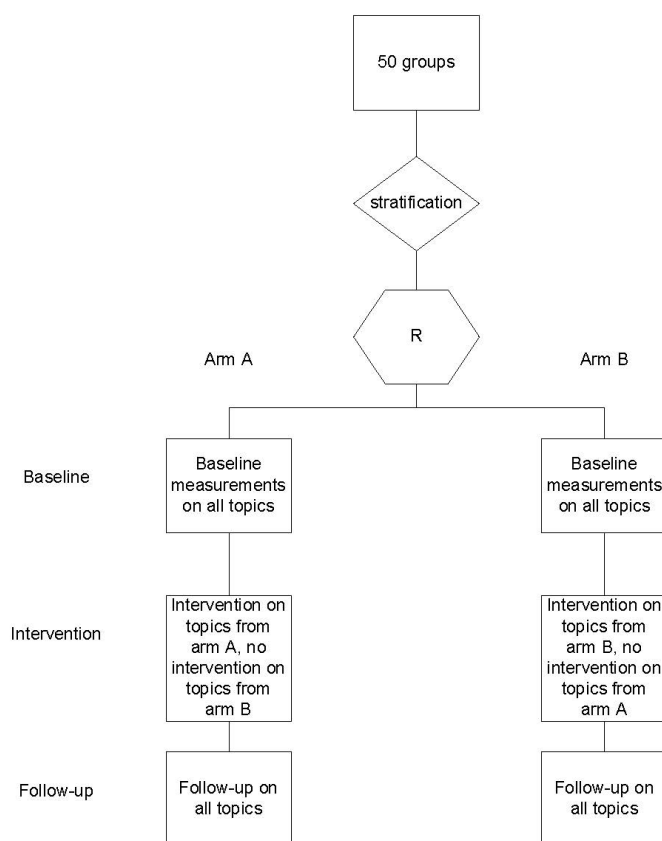 50 groups
stratification
R
Arm A
Arm B
Baseline
Baseline
measurements
on all topics
Baseline
measurements
on all topics
Intervention
Intervention on
topics from
arm A, no
intervention on
topics from
arm B
Intervention on
topics from
arm B, no
intervention on
topics from
arm A
Follow-up
Follow-up on
all topics
Follow-up on
all topics